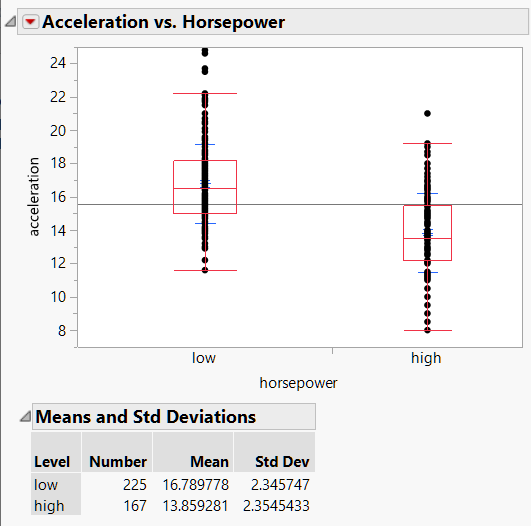 Acceleration vs. Horsepower
24
22
20
18
16
14
12
10
8
acceleration
low high
horsepower
Means and Std Deviations
Level Number Mean Std Dev
low 225 16.789778 2.345747
high 167 13.859281 2.3545433